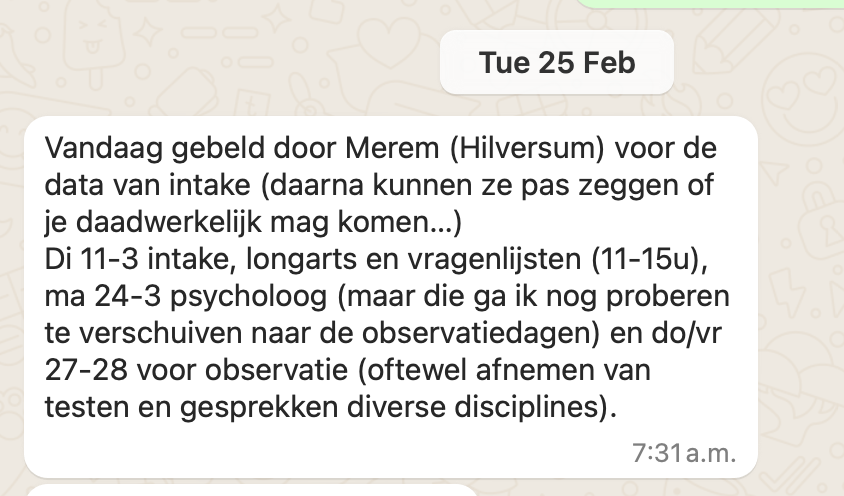 Tue 25 Feb
Vandaag gebeld door Merem (Hilversum) voor de
data van intake (daarna kunnen ze pas zeggen of
je daadwerkelijk mag komen...)
Di 11-3 intake, longarts en vragenlijsten (11-15u),
ma 24-3 psycholoog (maar die ga ik nog proberen
te verschuiven naar de observatiedagen) en do/vr
27-28 voor observatie (oftewel afnemen van
testen en gesprekken diverse disciplines).
7:31 a.m.